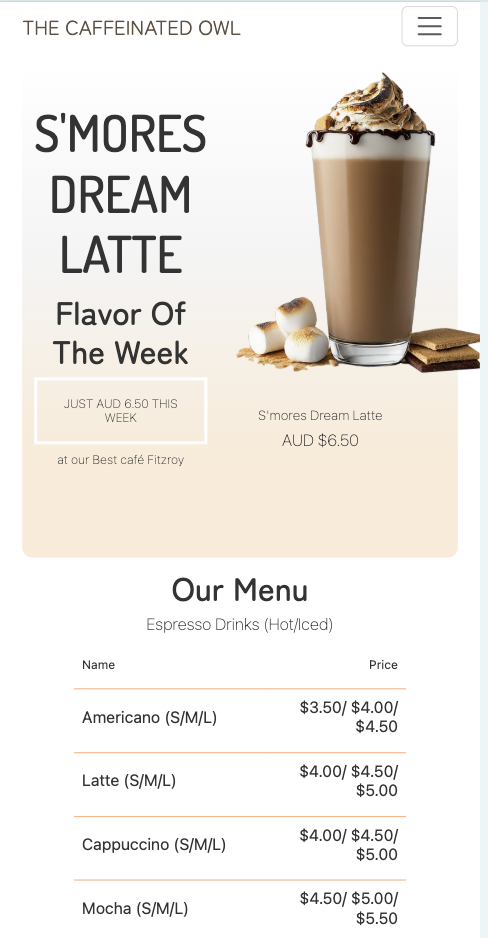 THE CAFFEINATED OWL
S'MORES
DREAM
LATTE
Flavor Of
The Week
JUST AUD 6.50 THIS
WEEK
at our Best café Fitzroy
S'mores Dream Latte
AUD $6.50
Our Menu
Espresso Drinks (Hot/Iced)
Name Price
Americano (S/M/L) $3.50/ $4.00/
$4.50
Latte (S/M/L) $4.00/ $4.50/
$5.00
Cappuccino (S/M/L) $4.00/ $4.50/
$5.00
Mocha (S/M/L) $4.50/ $5.00/
$5.50